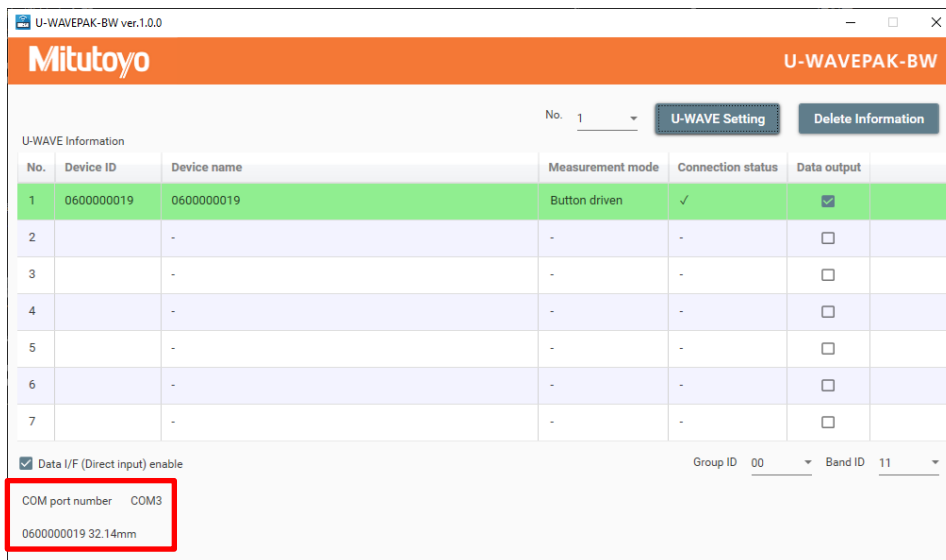 U-WAVEPAK-BW ver.1.0.0
Mitutoyo U-WAVEPAK-BW
No. 1 U-WAVE Setting Delete Information
U-WAVE Information
No. Device ID Device name Measurement mode Connection status Data output
1 0600000019 0600000019 Button driven ✓
2 - - -
3 - - -
4 - - -
5 - - -
6 - - -
7 - - -
Data I/F (Direct input) enable Group ID 00 Band ID 11
COM port number COM3
0600000019 32.14mm